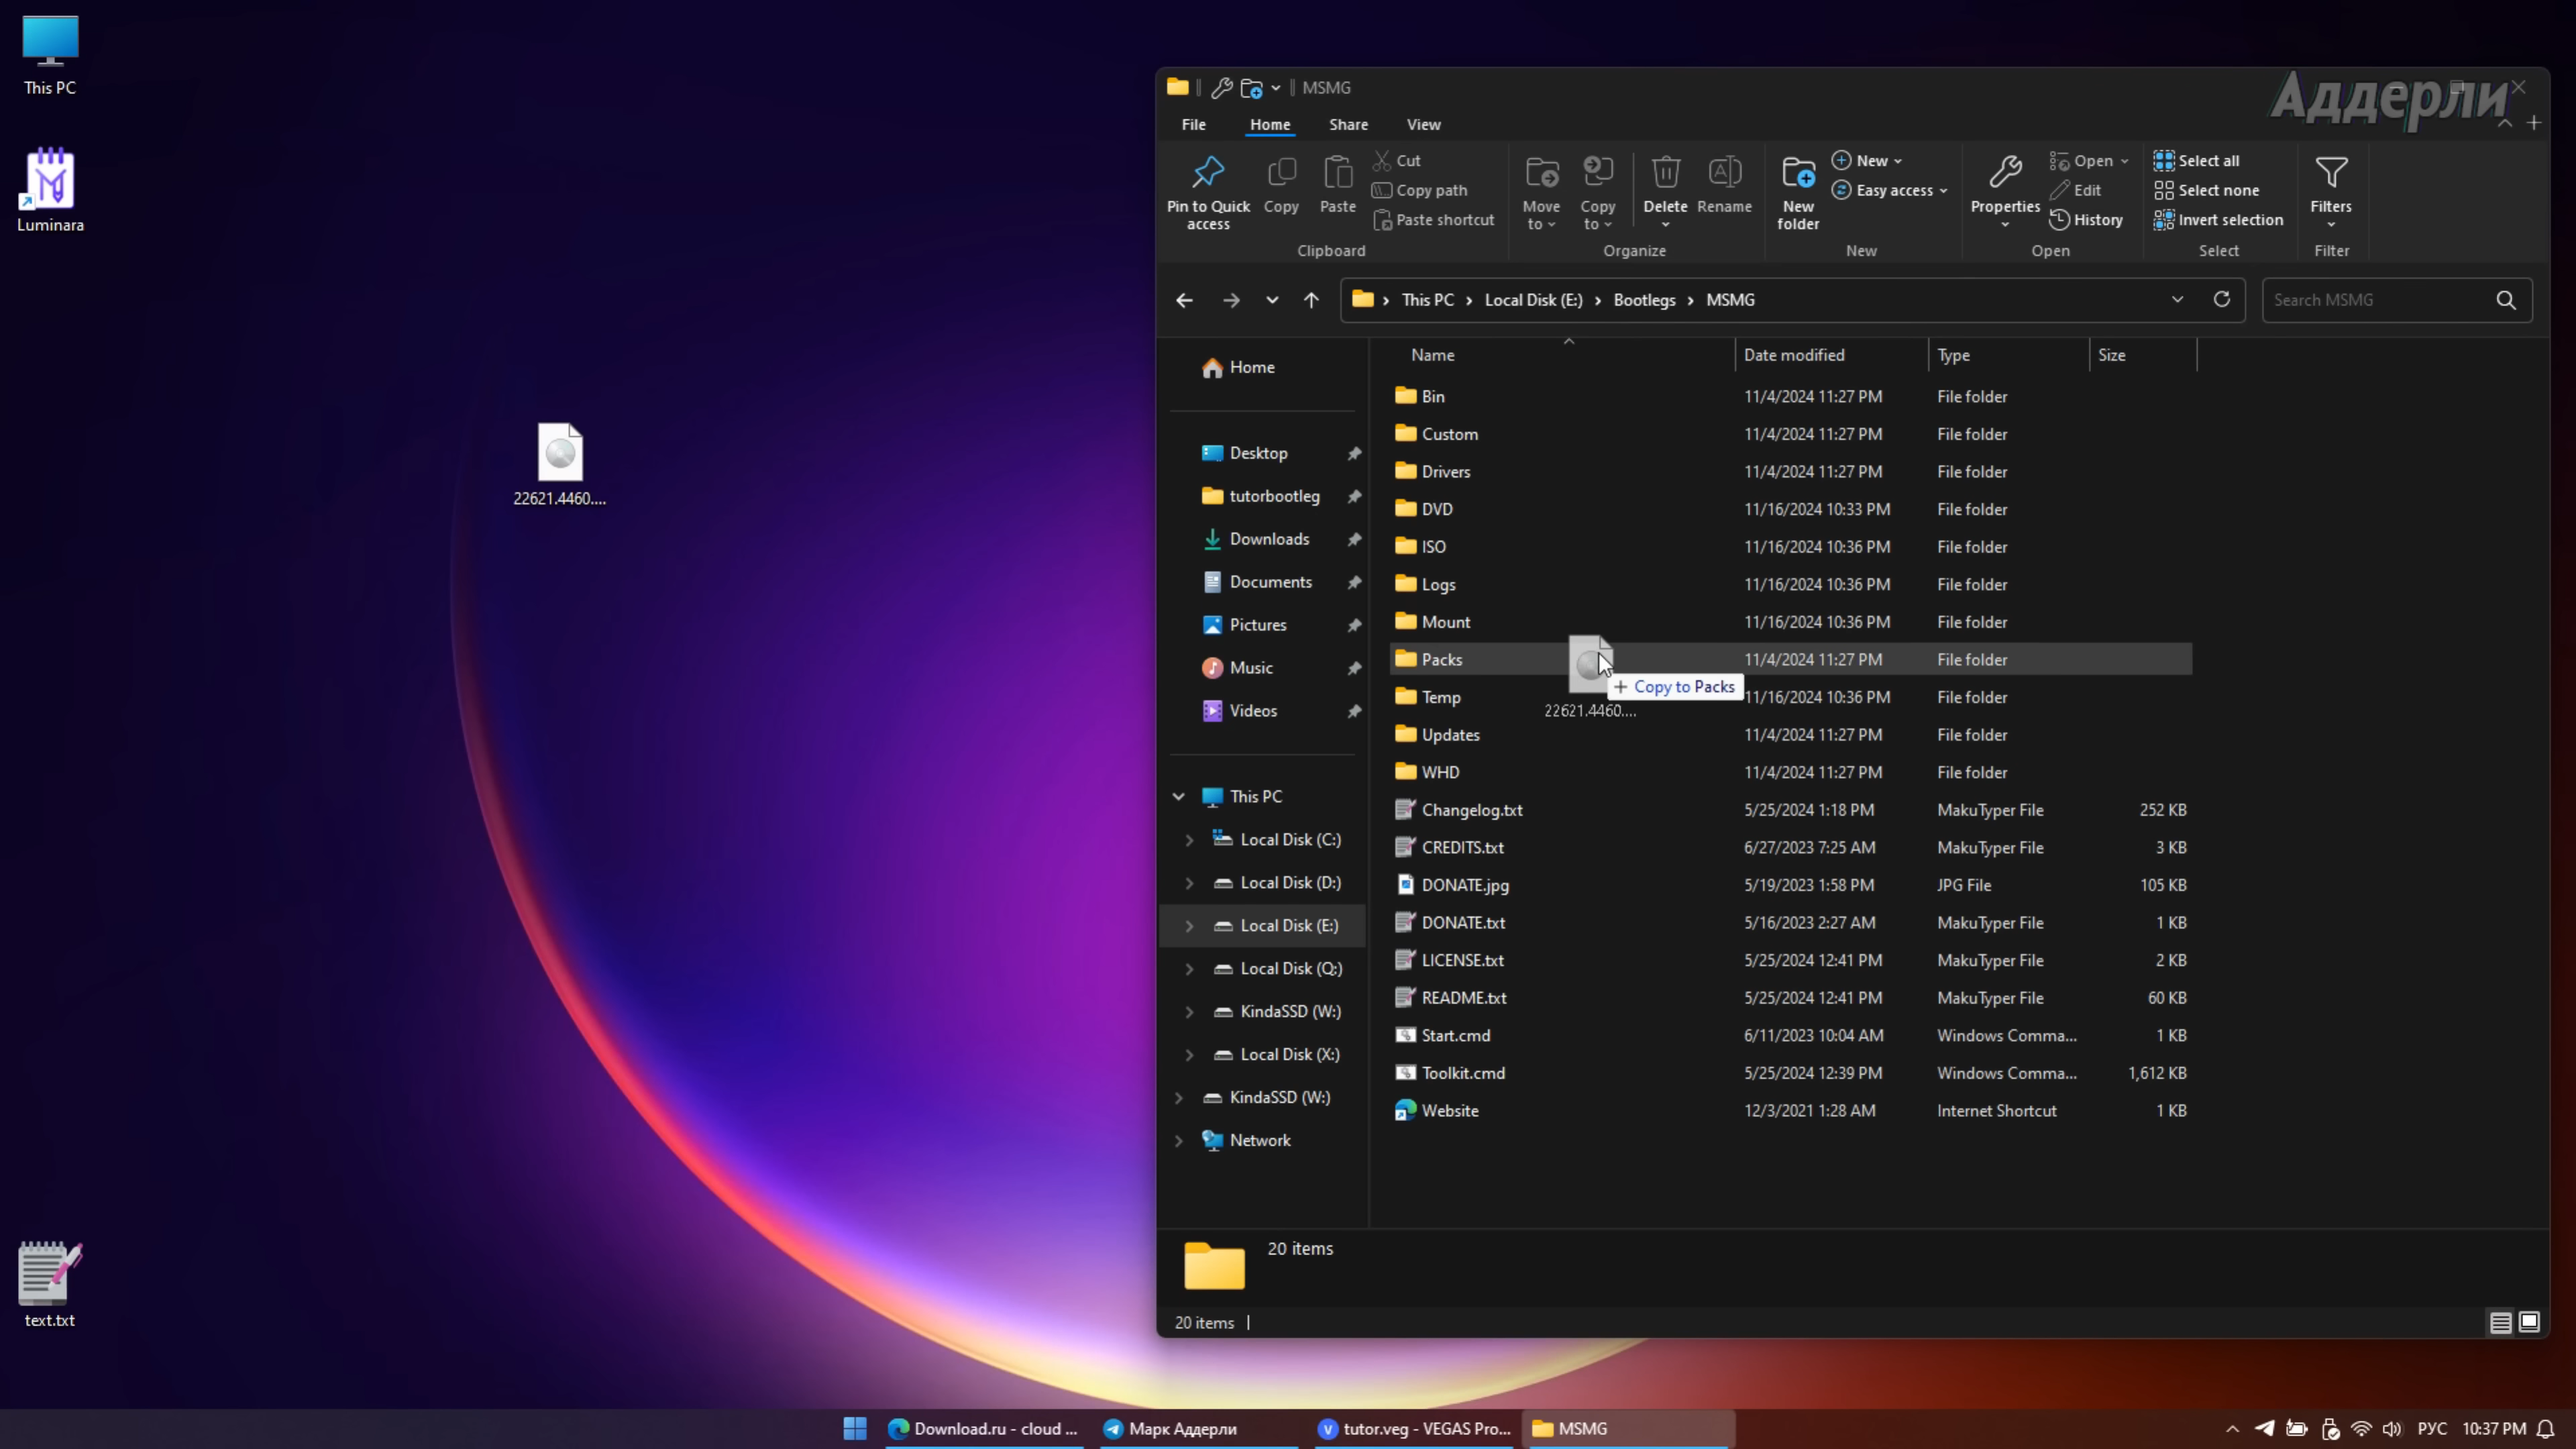 This PC
Luminara
22621.4460....
text.txt
MSMG
Аддерли
File Home Share View
Pin to Quick access
Copy
Paste
Cut
Copy path
Paste shortcut
Clipboard
Move to
Copy to
Delete
Rename
Organize
New folder
New
Easy access
New
Properties
Open
Edit
History
Open
Select all
Select none
Invert selection
Select
Filters
Filter
This PC › Local Disk (E:) › Bootlegs › MSMG
Search MSMG
Home
Desktop
tutorbootleg
Downloads
Documents
Pictures
Music
Videos
This PC
Local Disk (C:)
Local Disk (D:)
Local Disk (E:)
Local Disk (Q:)
KindaSSD (W:)
Local Disk (X:)
KindaSSD (W:)
Network
Name Date modified Type Size
Bin 11/4/2024 11:27 PM File folder
Custom 11/4/2024 11:27 PM File folder
Drivers 11/4/2024 11:27 PM File folder
DVD 11/16/2024 10:33 PM File folder
ISO 11/16/2024 10:36 PM File folder
Logs 11/16/2024 10:36 PM File folder
Mount 11/16/2024 10:36 PM File folder
Packs 11/4/2024 11:27 PM File folder
+ Copy to Packs
Temp 11/16/2024 10:36 PM File folder
22621.4460....
Updates 11/4/2024 11:27 PM File folder
WHD 11/4/2024 11:27 PM File folder
Changelog.txt 5/25/2024 1:18 PM MakuTyper File 252 KB
CREDITS.txt 6/27/2023 7:25 AM MakuTyper File 3 KB
DONATE.jpg 5/19/2023 1:58 PM JPG File 105 KB
DONATE.txt 5/16/2023 2:27 AM MakuTyper File 1 KB
LICENSE.txt 5/25/2024 12:41 PM MakuTyper File 2 KB
README.txt 5/25/2024 12:41 PM MakuTyper File 60 KB
Start.cmd 6/11/2023 10:04 AM Windows Comma... 1 KB
Toolkit.cmd 5/25/2024 12:39 PM Windows Comma... 1,612 KB
Website 12/3/2021 1:28 AM Internet Shortcut 1 KB
20 items
20 items
Download.ru - cloud ...
Марк Аддерли
tutor.veg - VEGAS Pro...
MSMG
РУС
10:37 PM